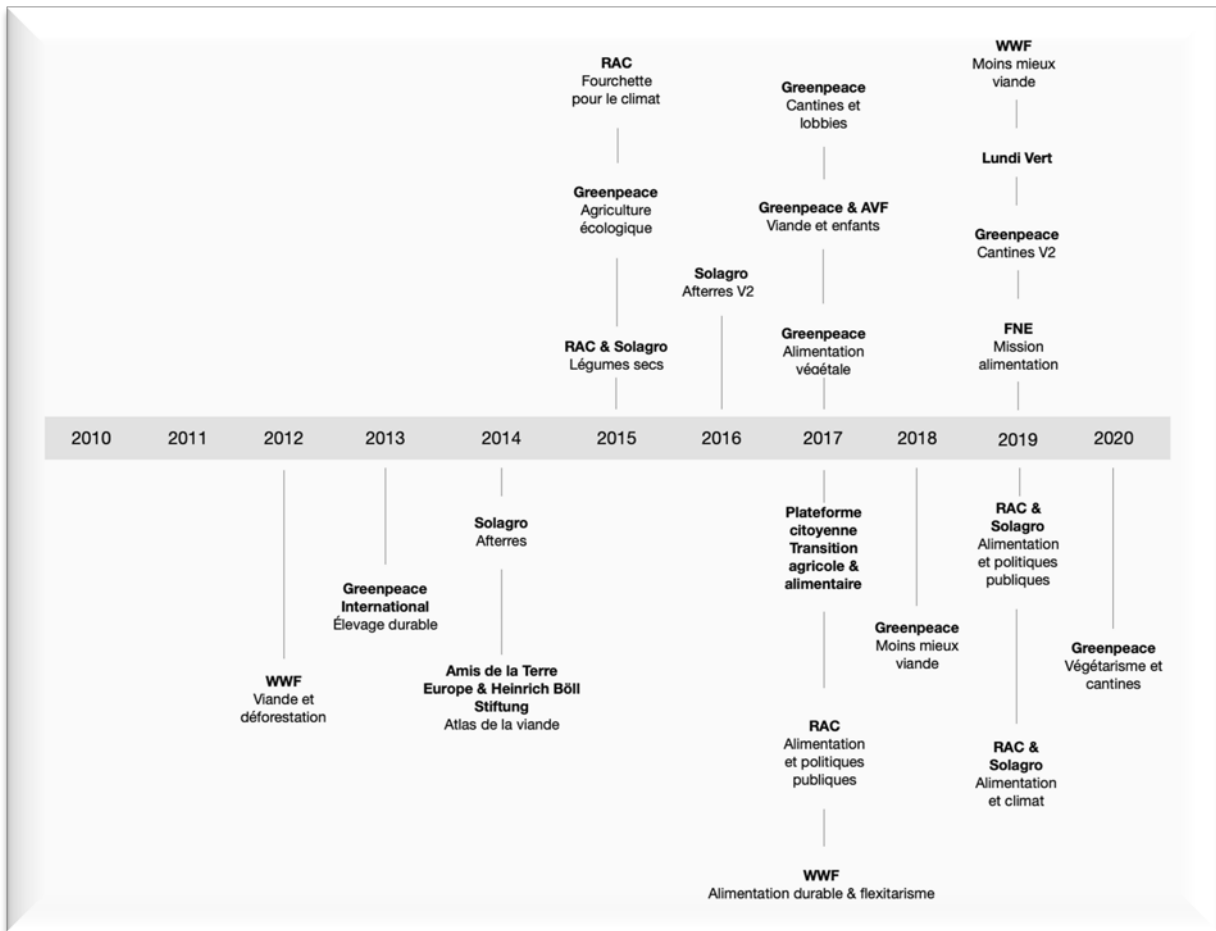 RAC
Fourchette
pour le climat
Greenpeace
Agriculture
écologique
RAC & Solagro
Légumes secs
Solagro
Afterres V2
Greenpeace
Cantines et
lobbies
Greenpeace & AVF
Viande et enfants
Greenpeace
Alimentation
végétale
WWF
Moins mieux
viande
Lundi Vert
Greenpeace
Cantines V2
FNE
Mission
alimentation
2010 2011 2012 2013 2014 2015 2016 2017 2018 2019 2020
WWF
Viande et
déforestation
Greenpeace
International
Élevage durable
Solagro
Afterres
Amis de la Terre
Europe & Heinrich Böll
Stiftung
Atlas de la viande
Plateforme
citoyenne
Transition
agricole &
alimentaire
RAC
Alimentation
et politiques
publiques
WWF
Alimentation durable & flexitarisme
Greenpeace
Moins mieux
viande
RAC &
Solagro
Alimentation
et politiques
publiques
RAC &
Solagro
Alimentation
et climat
Greenpeace
Végétarisme et
cantines